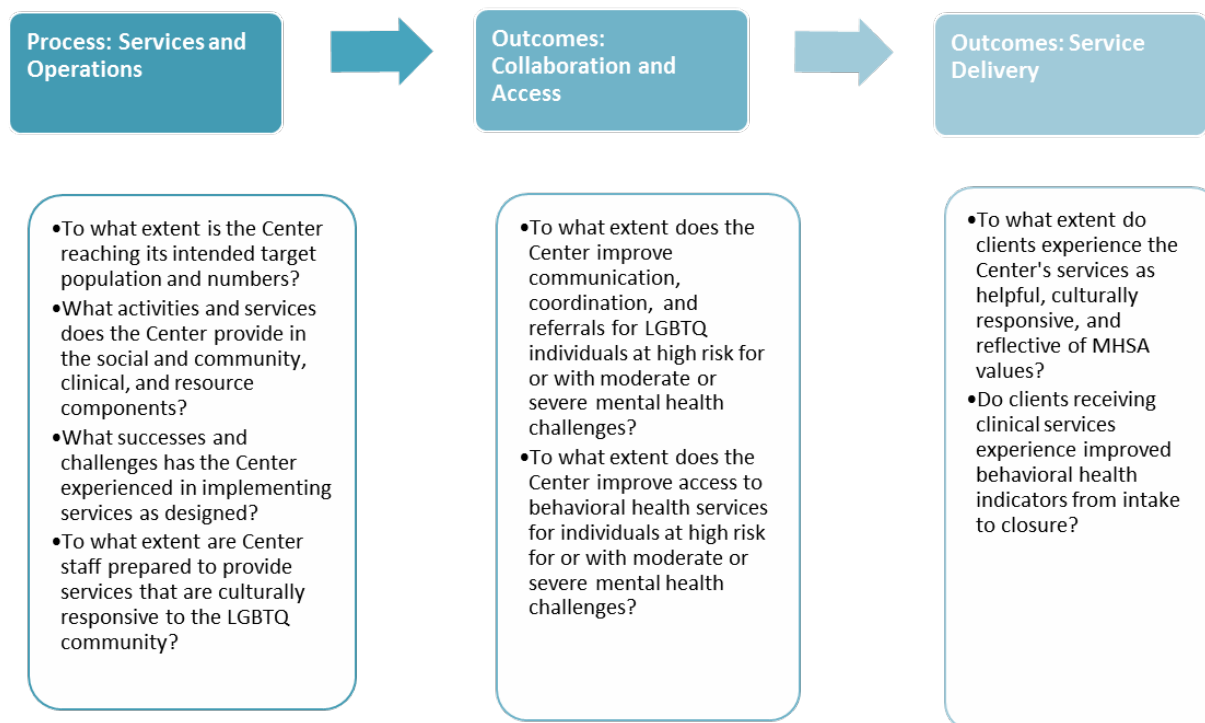 Process: Services and
Operations
Outcomes:
Collaboration and
Access
Outcomes: Service
Delivery
•To what extent is the Center
reaching its intended target
population and numbers?
•What activities and services
does the Center provide in
the social and community,
clinical, and resource
components?
•What successes and
challenges has the Center
experienced in implementing
services as designed?
•To what extent are Center
staff prepared to provide
services that are culturally
responsive to the LGBTQ
community?
•To what extent does the
Center improve
communication,
coordination, and
referrals for LGBTQ
individuals at high risk for
or with moderate or
severe mental health
challenges?
•To what extent does the
Center improve access to
behavioral health services
for individuals at high risk
for or with moderate or
severe mental health
challenges?
•To what extent do
clients experience the
Center's services as
helpful, culturally
responsive, and
reflective of MHSA
values?
•Do clients receiving
clinical services
experience improved
behavioral health
indicators from intake
to closure?